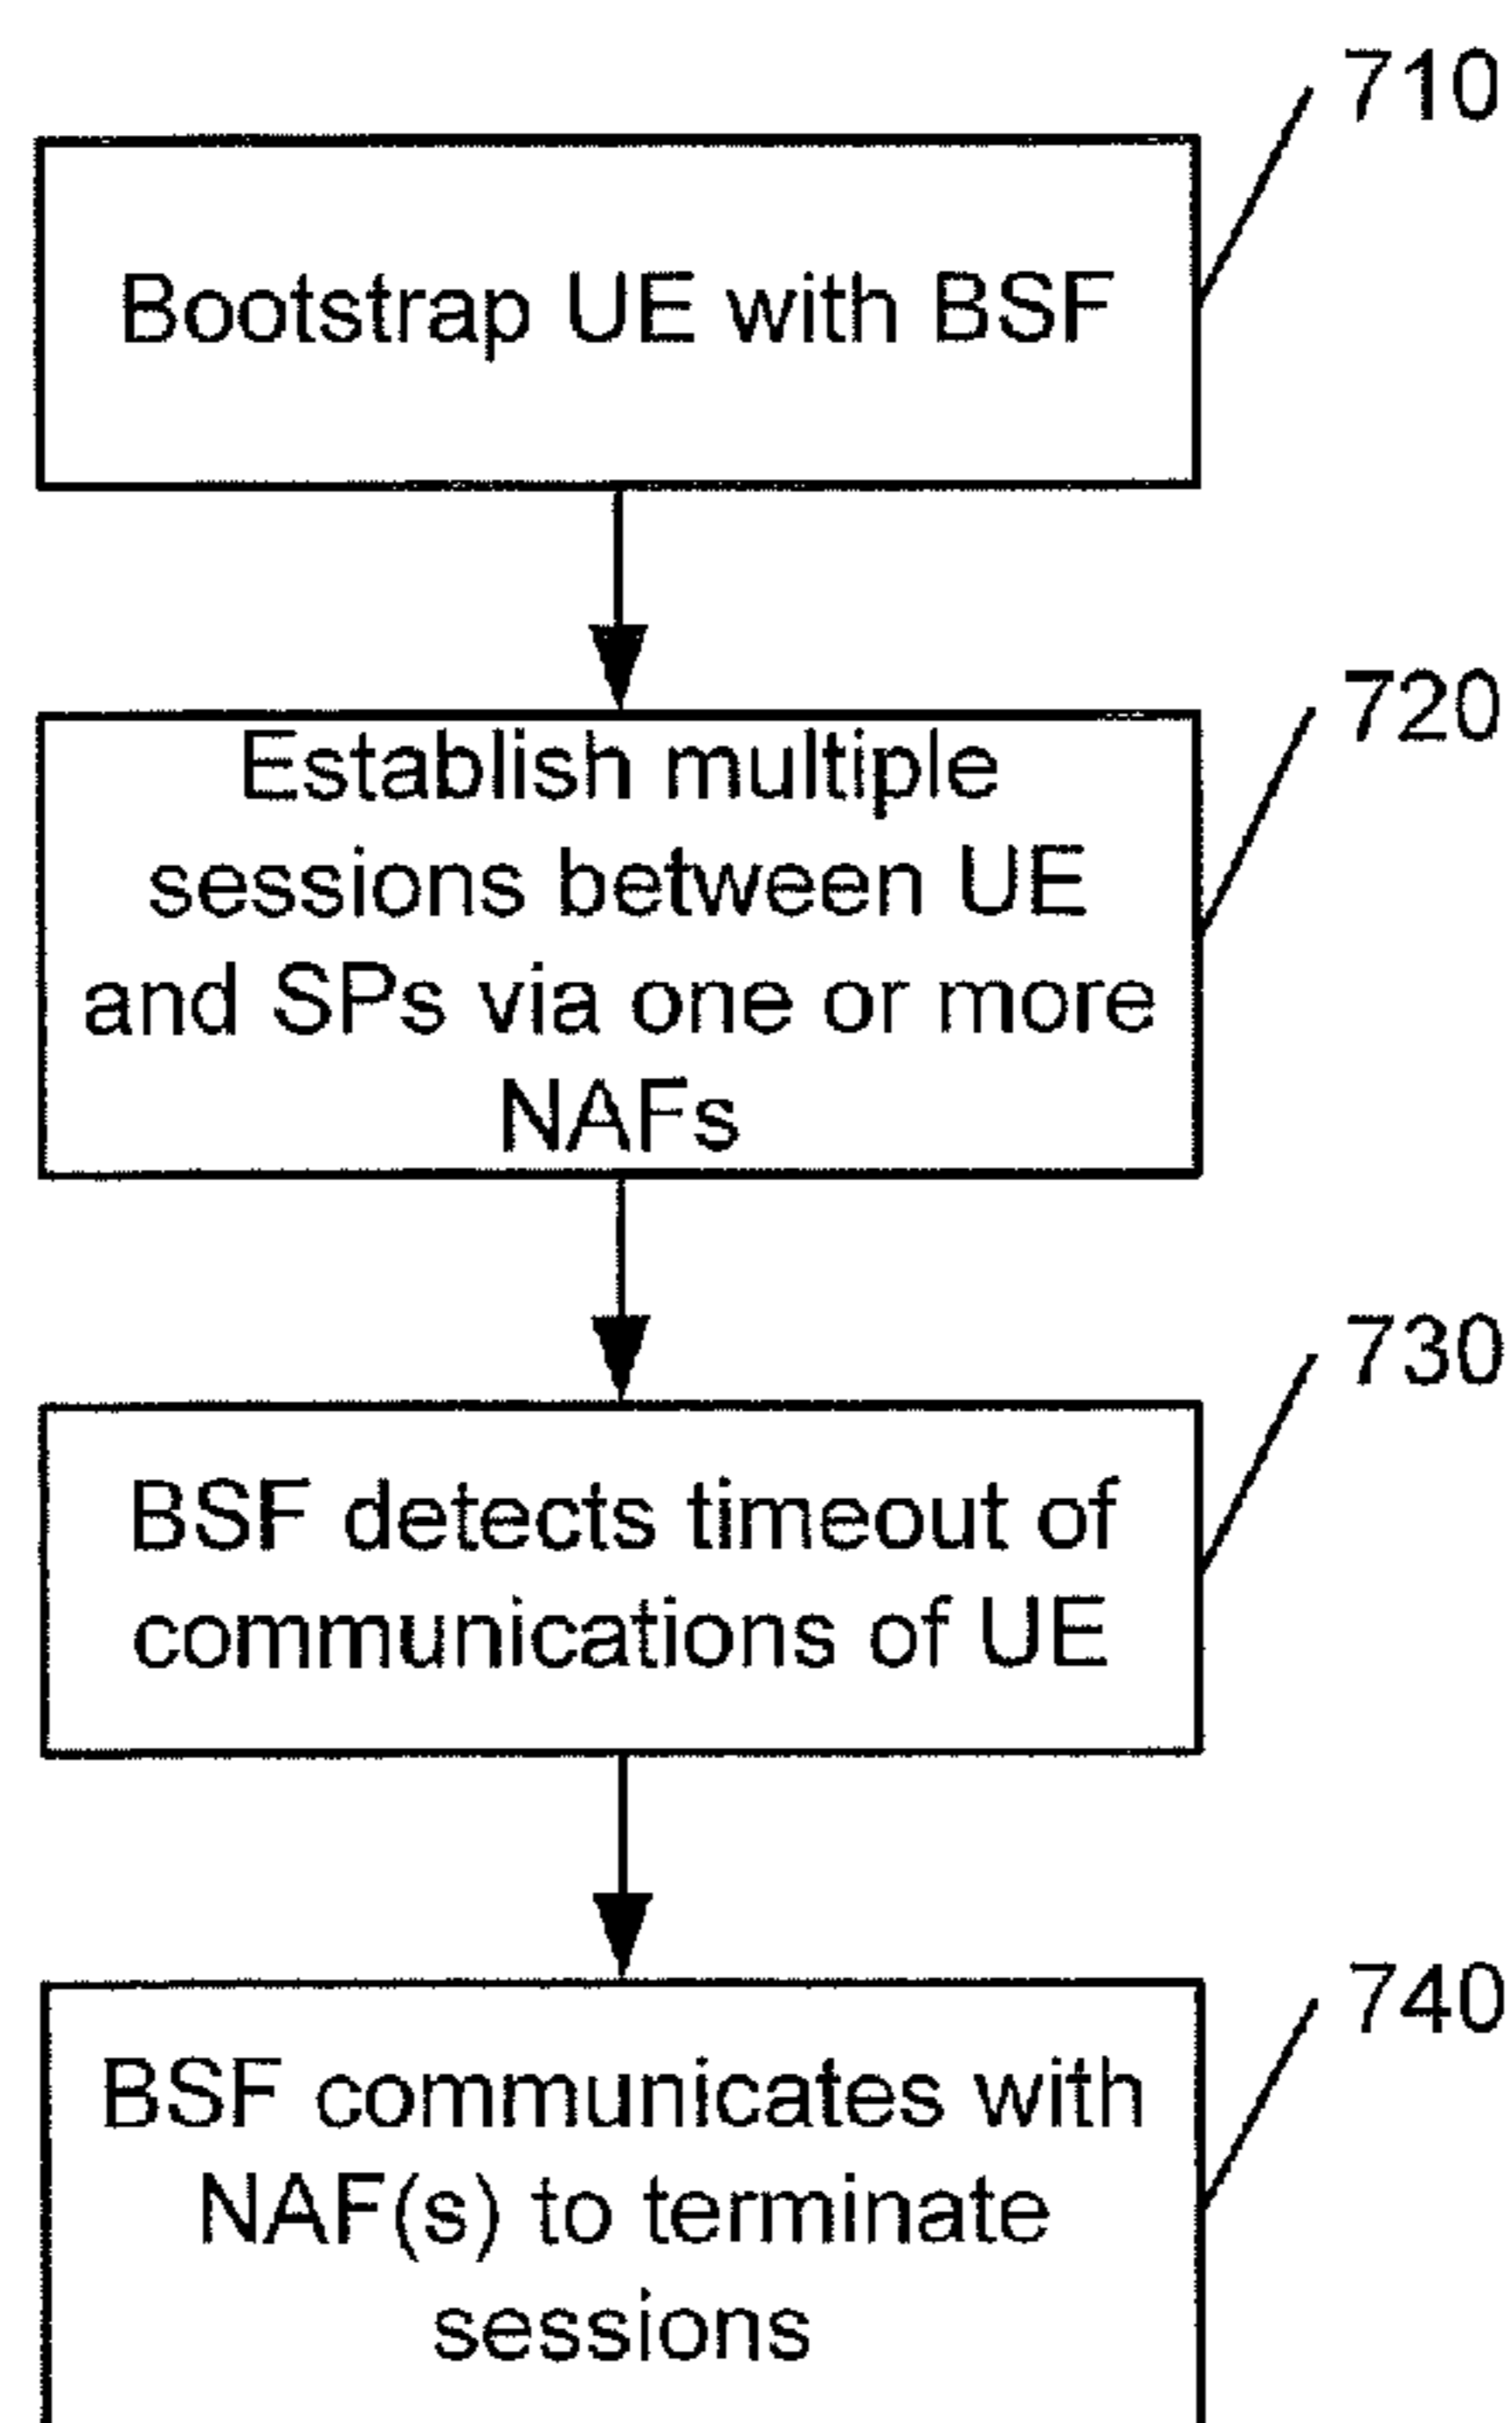 710
Bootstrap UE with BSF
720
Establish multiple
sessions between UE
and SPs via one or more
NAFs
730
BSF detects timeout of
communications of UE
740
BSF communicates with
NAF(s) to terminate
sessions